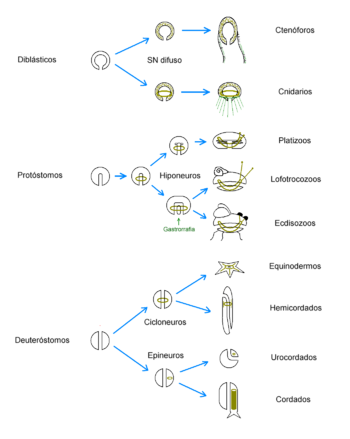 Ctenóforos
Diblásticos
SN difuso
Cnidarios
Platizoos
Protóstomos
Hiponeuros
Lofotrocozoos
Gastrorrafia
Ecdisozoos
Equinodermos
Hemicordados
Cicloneuros
Deuteróstomos
Epineuros
Urocordados
Cordados